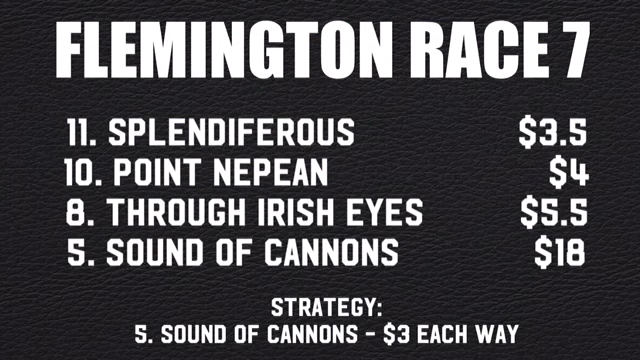 FLEMINGTON RACE 7
11. SPLENDIFEROUS $3.5
10. POINT NEPEAN $4
8. THROUGH IRISH EYES $5.5
5. SOUND OF CANNONS $18
STRATEGY:
5. SOUND OF CANNONS - $3 EACH WAY